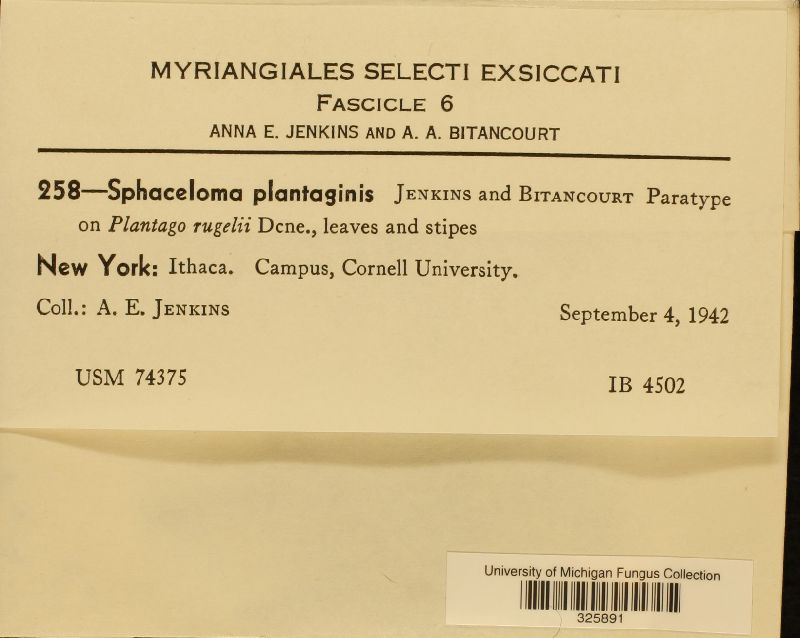 MYRIANGIALES SELECTI EXSICCATI
FASCICLE 6
ANNA E. JENKINS AND A. A. BITANCOURT
258—Sphaceloma plantaginis JENKINS and BITANCOURT Paratype
on Plantago rugelii Dcne., leaves and stipes
New York: Ithaca. Campus, Cornell University.
Coll.: A. E. JENKINS September 4, 1942
USM 74375 IB 4502
University of Michigan Fungus Collection
325891